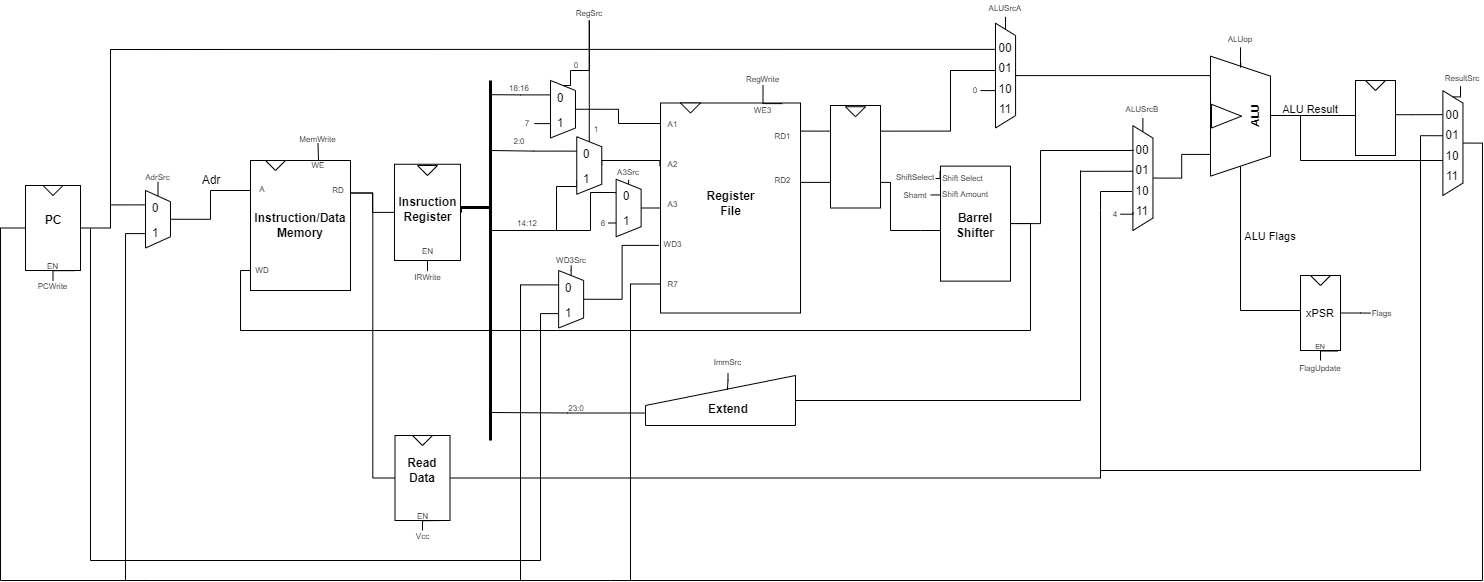 RegSrc
ALUSrcA
ALUop
ResultSrc
00
01
10
11
0
0
18:16
0
1
7
RegWrite
WE3
A1
RD1
ALU
ALU Result
00
01
10
11
ALUSrcB
00
01
10
11
4
MemWrite
WE
A
RD
Instruction/Data
Memory
WD
AdrSrc
Adr
0
1
PC
EN
PCWrite
Insruction
Register
EN
IRWrite
2:0
1
0
1
14:12
A3Src
0
1
6
A2
A3
WD3
R7
Register
File
RD2
ShiftSelect
Shift Select
Shamt
Shift Amount
Barrel
Shifter
WD3Src
0
1
ALU Flags
xPSR
EN
Flags
FlagUpdate
ImmSrc
23:0
Extend
Read
Data
EN
Vcc